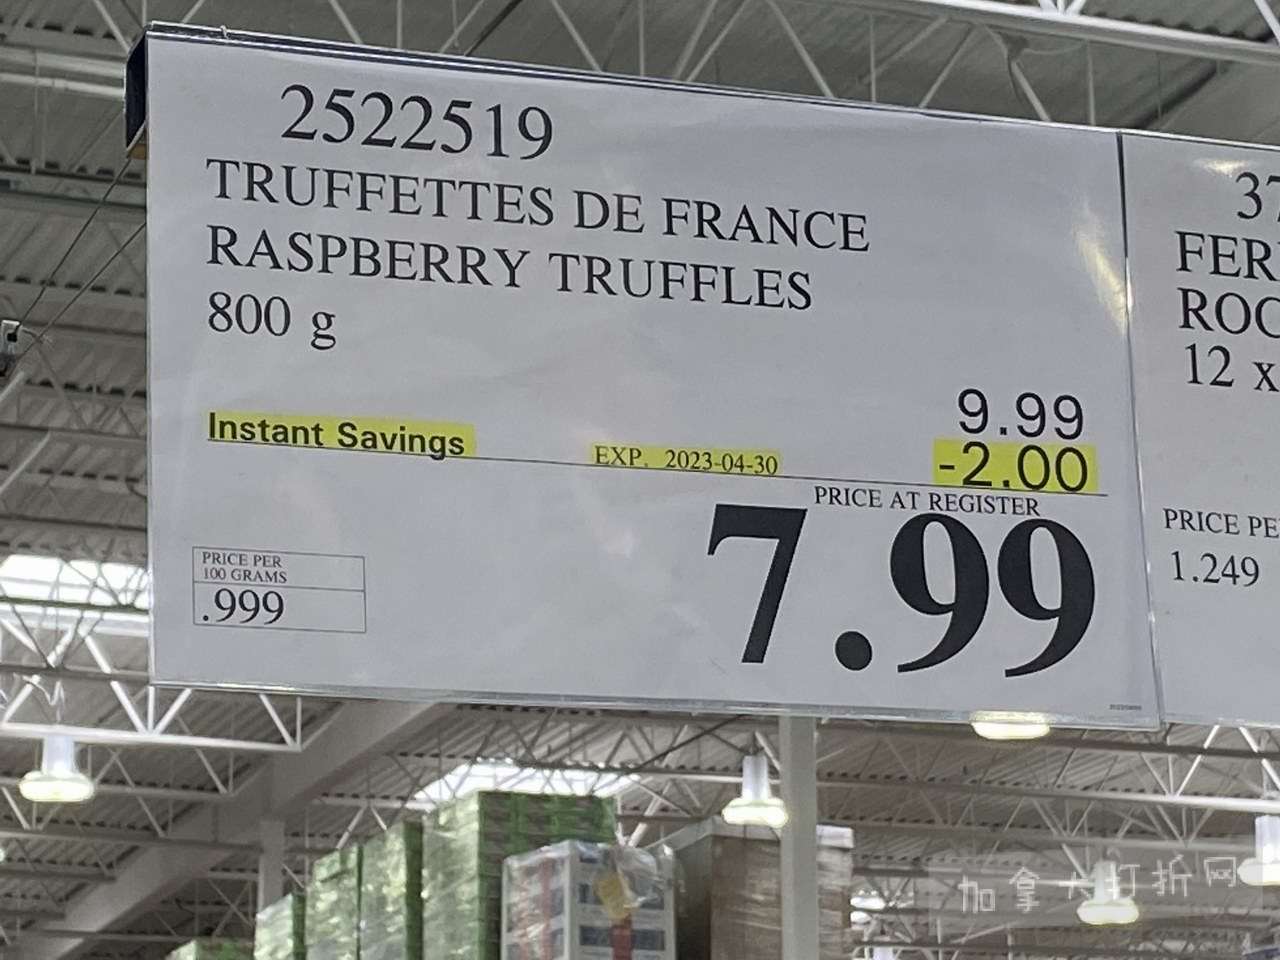 2522519
TRUFFETTES DE FRANCE
RASPBERRY TRUFFLES
800 g
9.99
Instant Savings EXP. 2023-04-30 -2.00
PRICE AT REGISTER
7.99
PRICE PER
100 GRAMS
.999
37
FER
ROC
12 x
PRICE PE
1.249
加拿大打折网